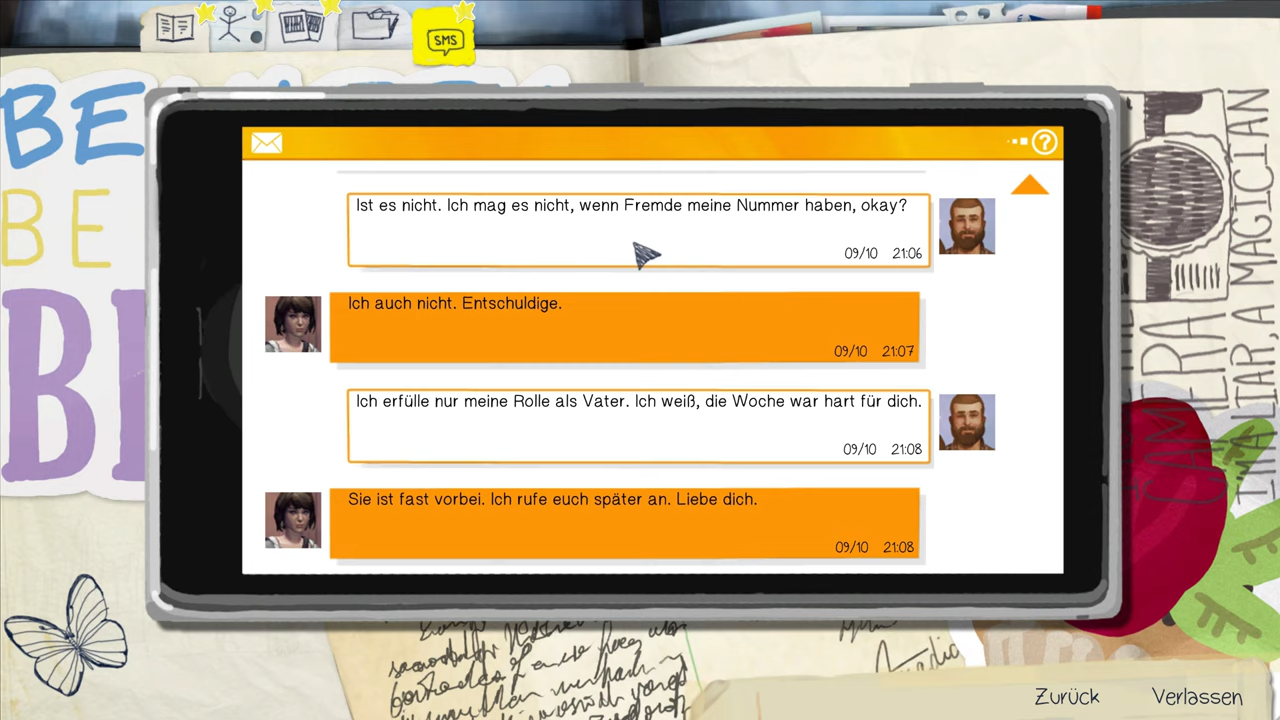 SMS
Ist es nicht. Ich mag es nicht, wenn Fremde meine Nummer haben, okay?
09/10 21:06
Ich auch nicht. Entschuldige.
09/10 21:07
Ich erfülle nur meine Rolle als Vater. Ich weiß, die Woche war hart für dich.
09/10 21:08
Sie ist fast vorbei. Ich rufe euch später an. Liebe dich.
09/10 21:08
BE
BE
CAMERA
LIAR, A MAGICIAN
Zurück Verlassen